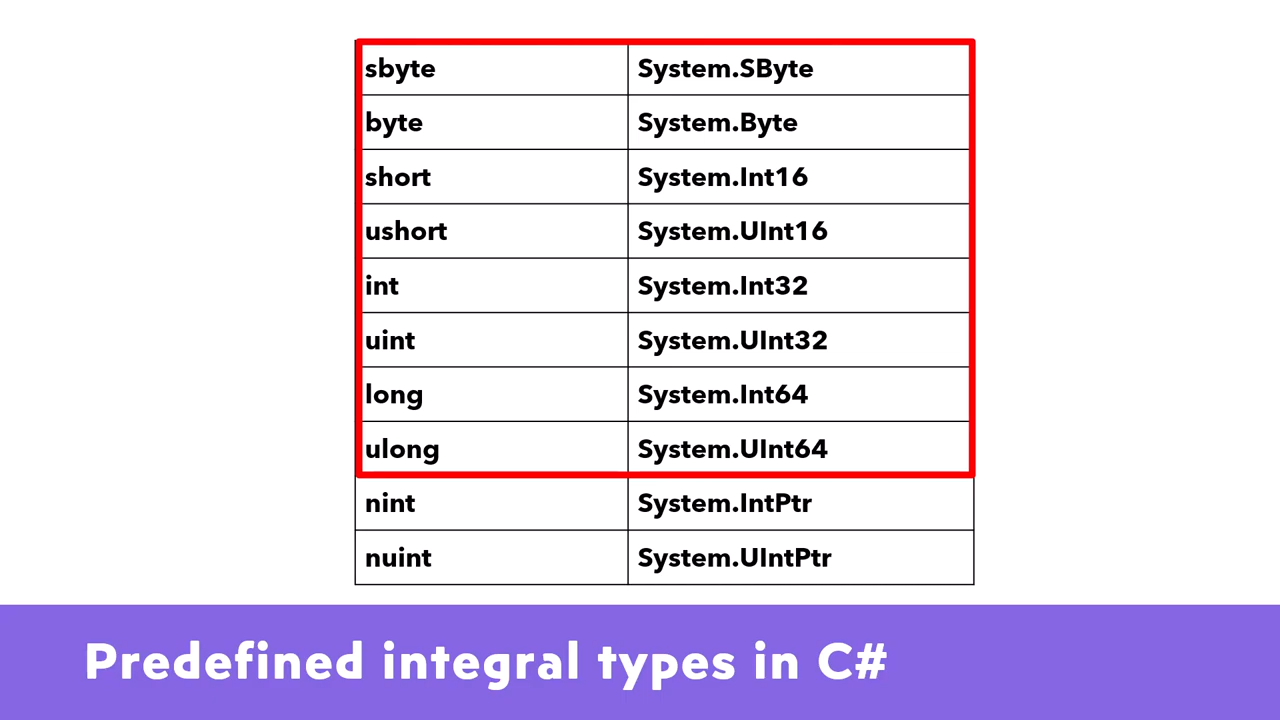 sbyte System.SByte
byte System.Byte
short System.Int16
ushort System.UInt16
int System.Int32
uint System.UInt32
long System.Int64
ulong System.UInt64
nint System.IntPtr
nuint System.UIntPtr
Predefined integral types in C#